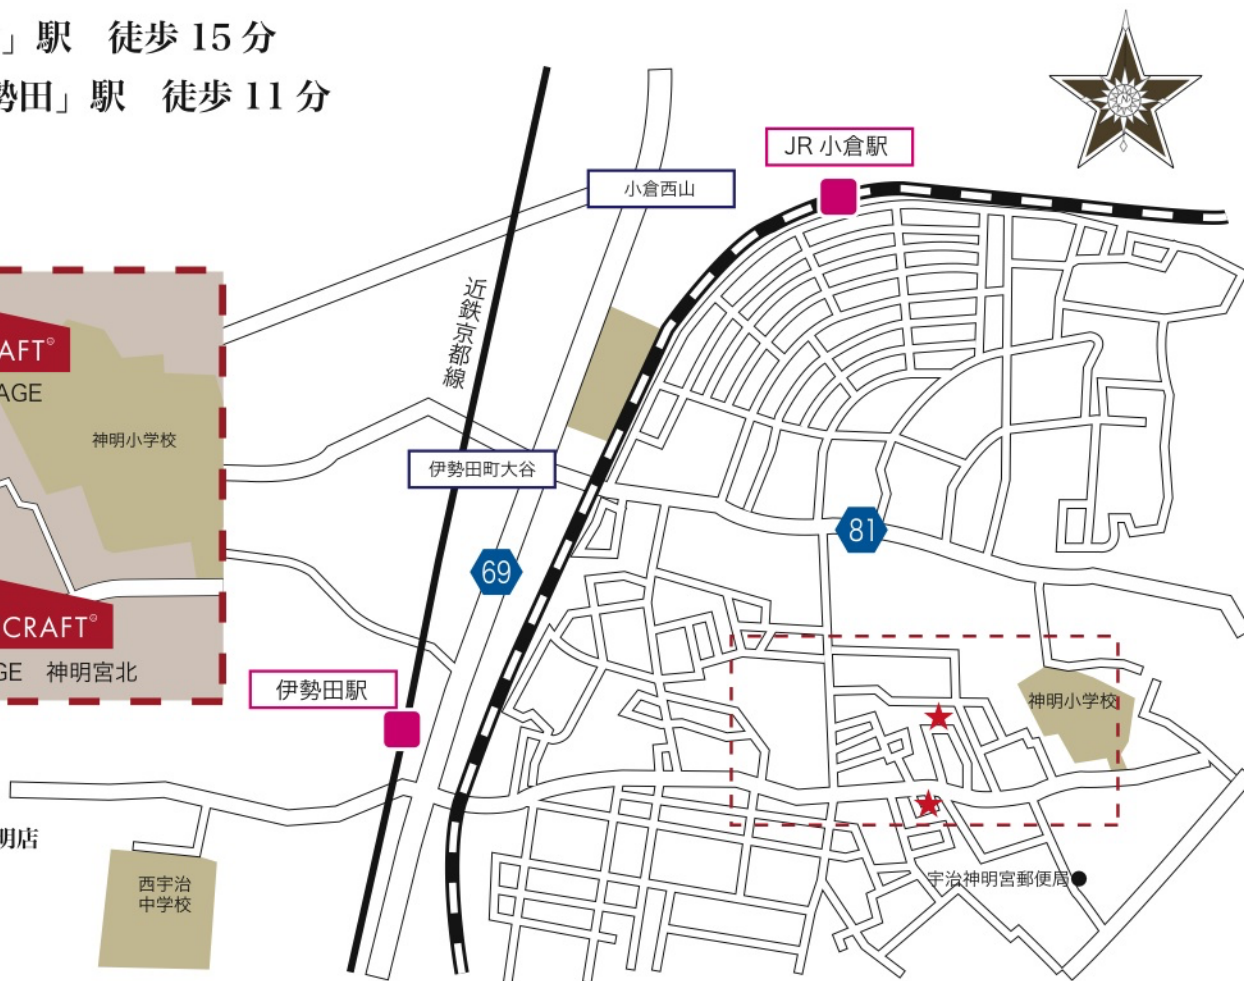 」駅　徒歩 15 分
勢田」駅　徒歩 11 分
JR 小倉駅
小倉西山
近鉄京都線
AFT®
AGE
神明小学校
伊勢田町大谷
81
69
CRAFT®
GE　神明宮北
伊勢田駅
神明小学校
明店
西宇治
中学校
宇治神明宮郵便局